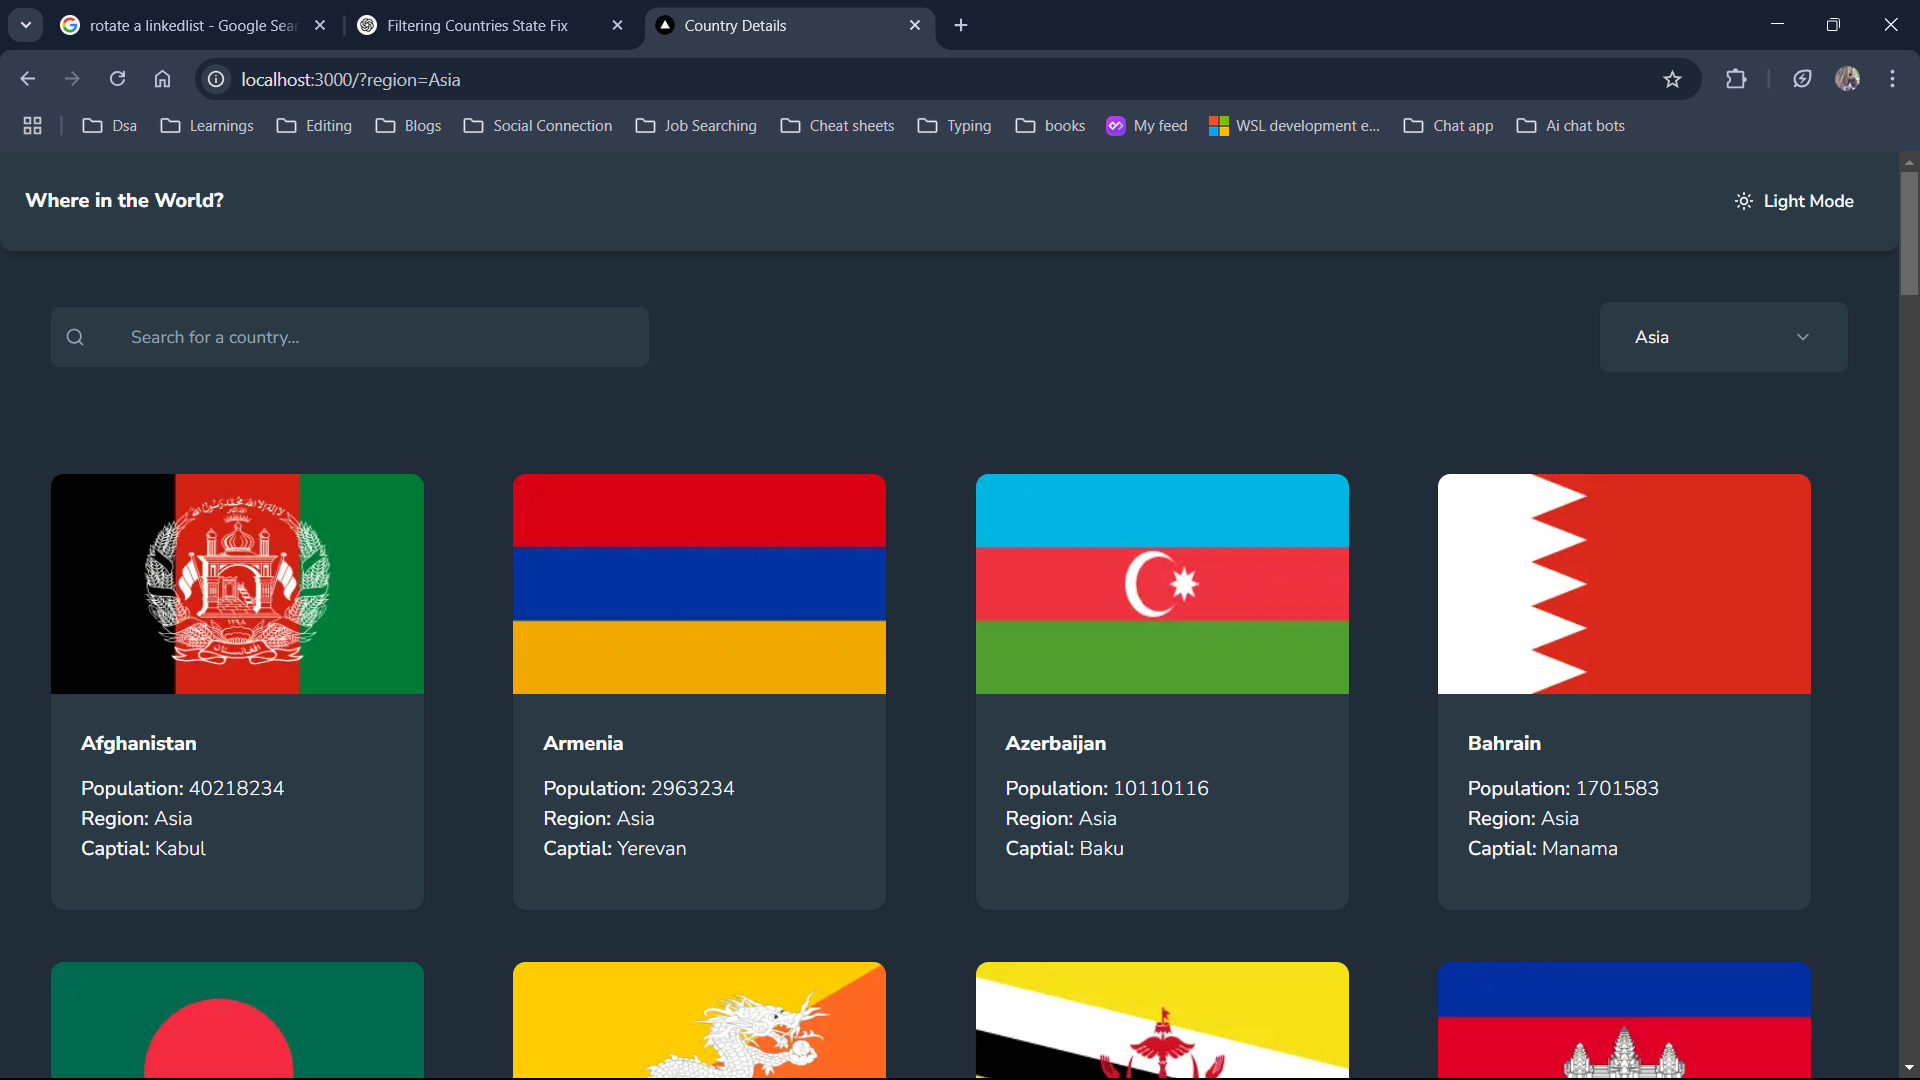 rotate a linkedlist - Google Sear
Filtering Countries State Fix
Country Details
localhost:3000/?region=Asia
Dsa
Learnings
Editing
Blogs
Social Connection
Job Searching
Cheat sheets
Typing
books
My feed
WSL development e...
Chat app
Ai chat bots
Where in the World?
Light Mode
Search for a country...
Asia
Afghanistan
Population: 40218234
Region: Asia
Captial: Kabul
Armenia
Population: 2963234
Region: Asia
Captial: Yerevan
Azerbaijan
Population: 10110116
Region: Asia
Captial: Baku
Bahrain
Population: 1701583
Region: Asia
Captial: Manama